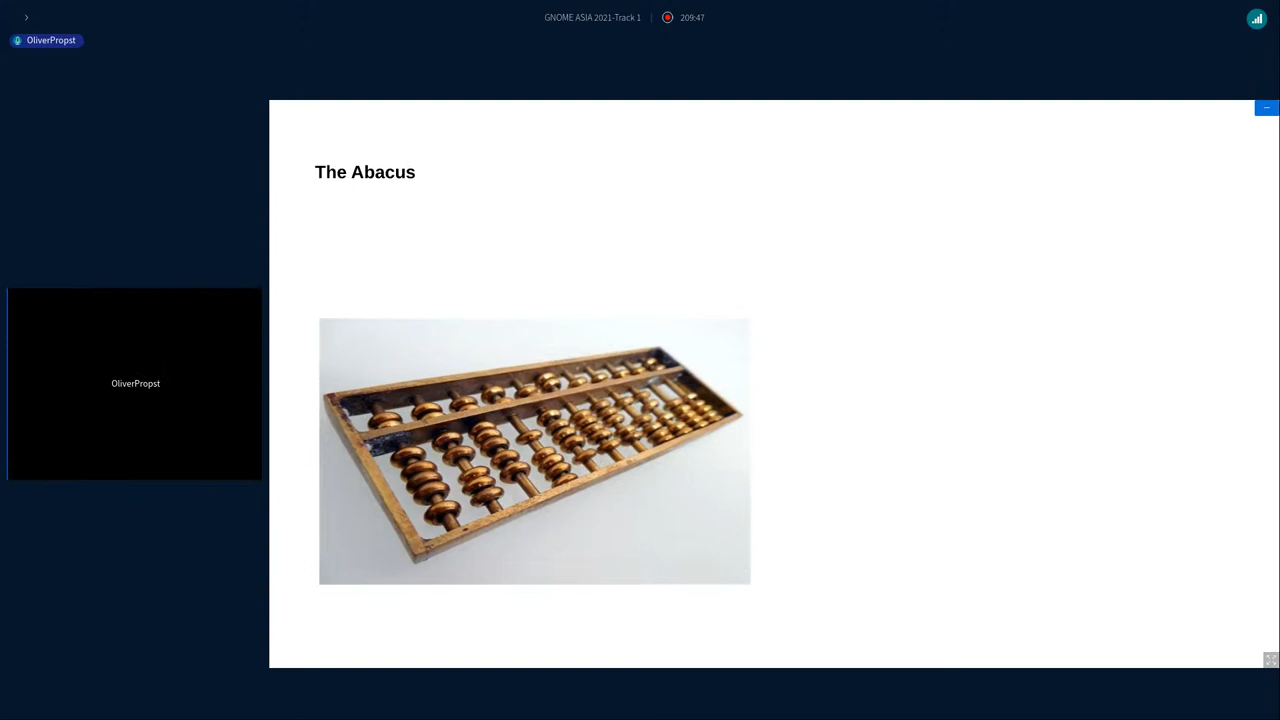 GNOME ASIA 2021-Track 1
209:47
OliverPropst
The Abacus
OliverPropst